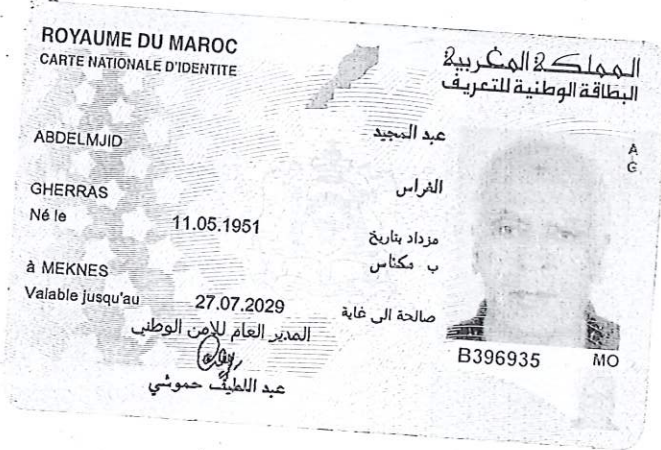 ROYAUME DU MAROC
CARTE NATIONALE D'IDENTITE
المملكة المغربية
البطاقة الوطنية للتعريف
عبد المجيد
ABDELMJID
A
G
الغراس
GHERRAS
Né le 11.05.1951 مزداد بتاريخ
ب مكناس
à MEKNES
Valable jusqu'au 27.07.2029 صالحة الى غاية
المدير العام للأمن الوطني
عبد اللطيف حموشي
B396935 MO